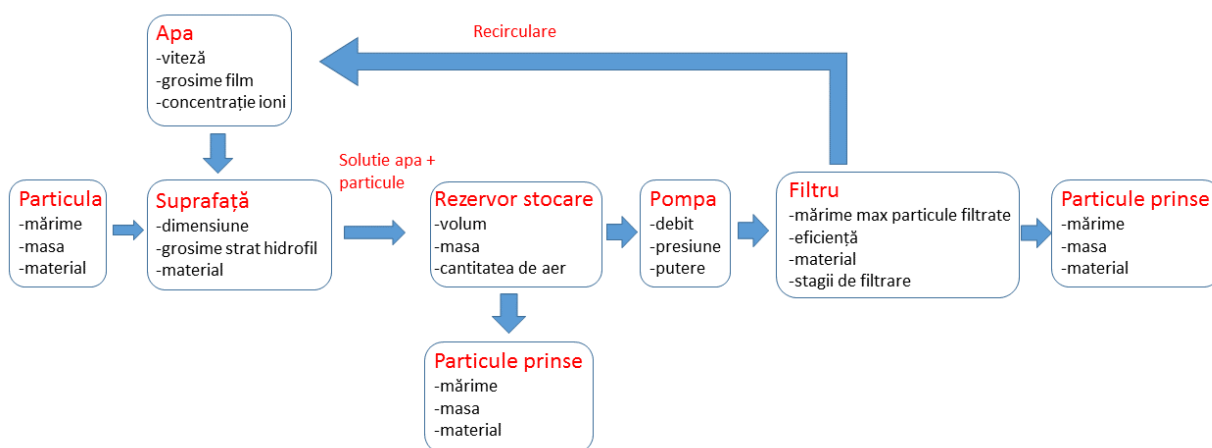 Apa
-viteză
-grosime film
-concentrație ioni
Recirculare
Solutie apa +
particule
Particula
-mărime
-masa
-material
Suprafață
-dimensiune
-grosime strat hidrofil
-material
Rezervor stocare
-volum
-masa
-cantitatea de aer
Pompa
-debit
-presiune
-putere
Filtru
-mărime max particule filtrate
-eficiență
-material
-stagii de filtrare
Particule prinse
-mărime
-masa
-material
Particule prinse
-mărime
-masa
-material